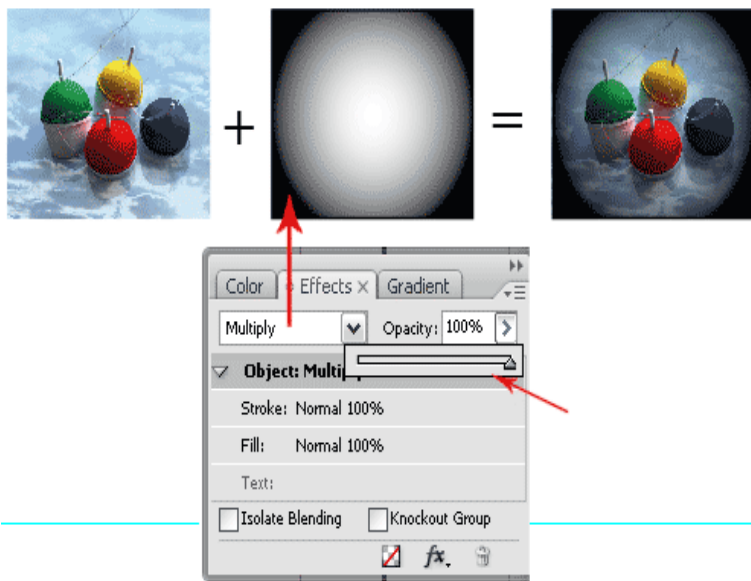 + =
Color Effects × Gradient
Multiply Opacity: 100%
Object:
Stroke: Normal 100%
Fill: Normal 100%
Text:
Isolate Blending Knockout Group
fx.